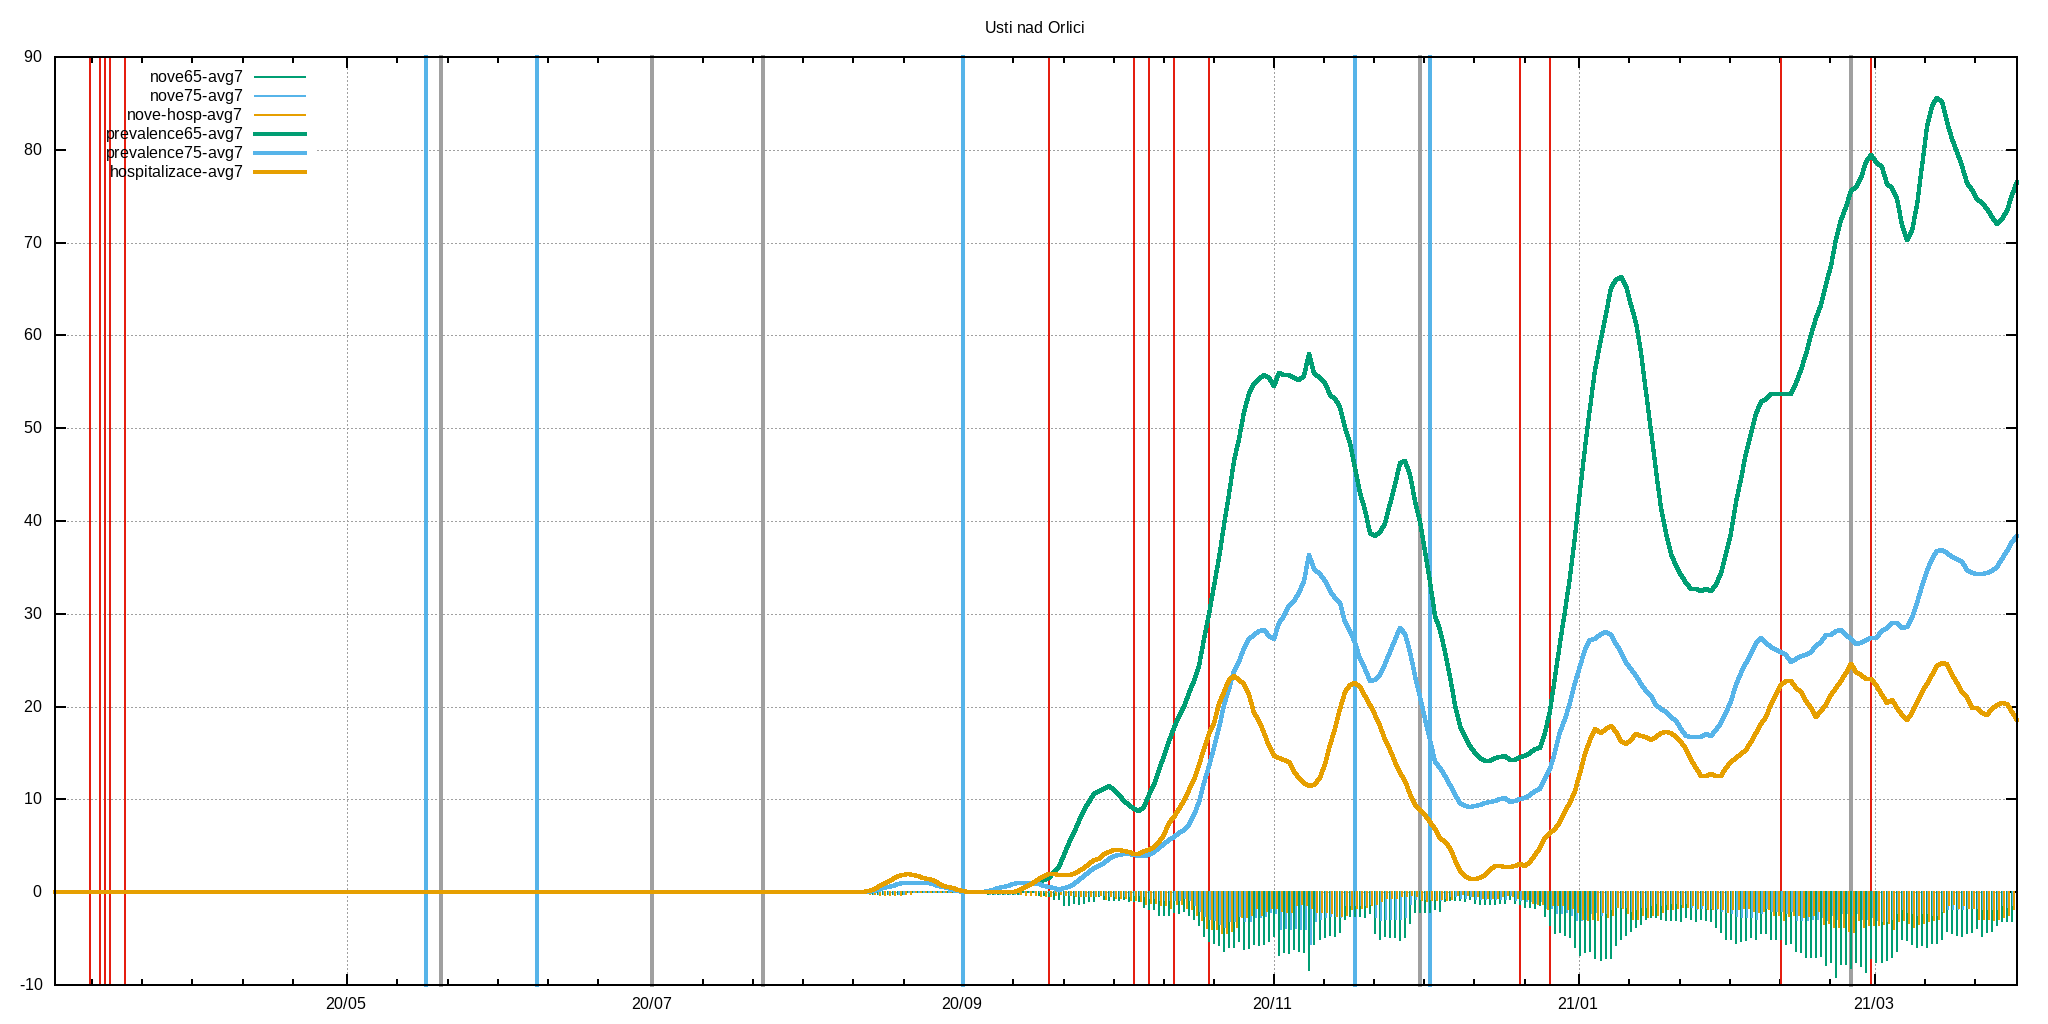 Usti nad Orlici
90
80
70
60
50
40
30
20
10
0
-10
nove65-avg7
nove75-avg7
nove-hosp-avg7
prevalence65-avg7
prevalence75-avg7
hospitalizace-avg7
20/05 20/07 20/09 20/11 21/01 21/03